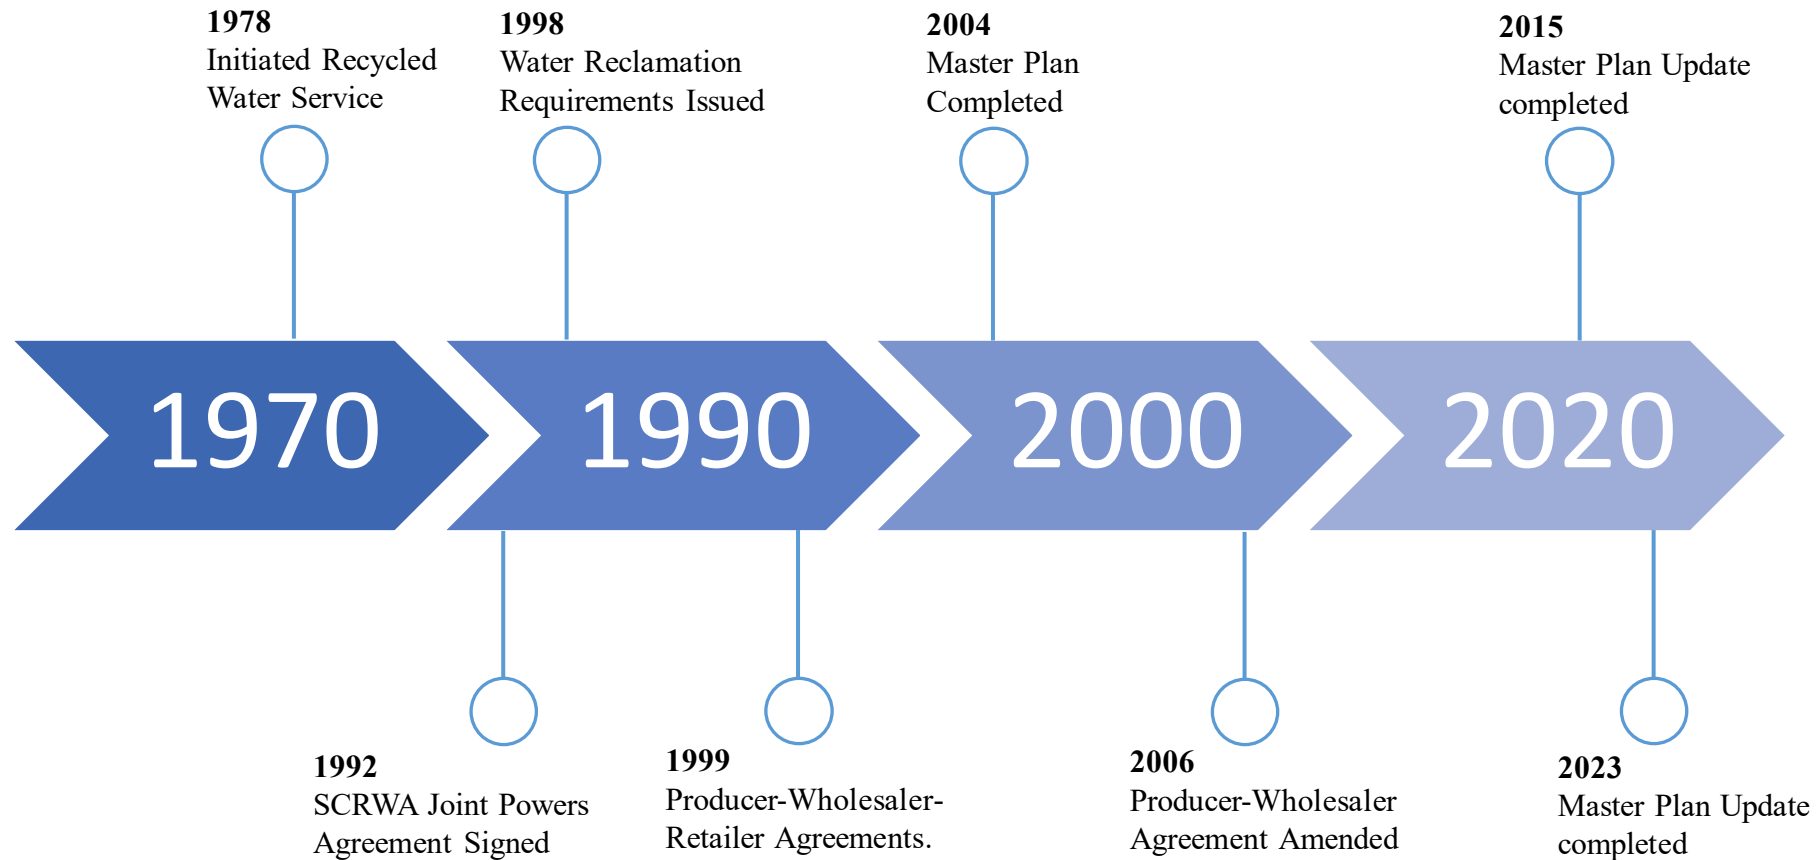 1978
Initiated Recycled
Water Service
1998
Water Reclamation
Requirements Issued
2004
Master Plan
Completed
2015
Master Plan Update
completed
1970
1990
2000
2020
1992
SCRWA Joint Powers
Agreement Signed
1999
Producer-Wholesaler-
Retailer Agreements.
2006
Producer-Wholesaler
Agreement Amended
2023
Master Plan Update
completed